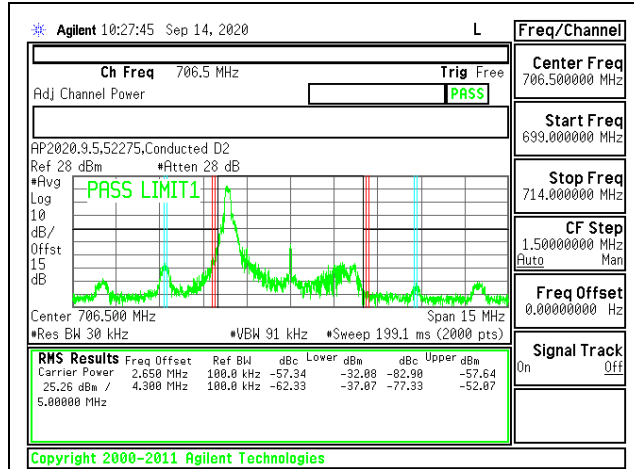 Agilent 10:27:45 Sep 14, 2020 L
Freq/Channel
Ch Freq 706.5 MHz Trig Free
Adj Channel Power PASS
AP2020.9.5,52275,Conducted D2
Ref 28 dBm #Atten 28 dB
#Avg
Log
10
dB/
Offst
15
dB
PASS LIMIT1
Center 706.500 MHz Span 15 MHz
#Res BW 30 kHz #VBW 91 kHz #Sweep 199.1 ms (2000 pts)
RMS Results Freq Offset Ref BW dBc Lower dBm dBc Upper dBm
Carrier Power 2.650 MHz 100.0 kHz -57.34 -32.08 -82.90 -57.64
25.26 dBm / 4.300 MHz 100.0 kHz -62.33 -37.07 -77.33 -52.07
5.00000 MHz
Center Freq
706.500000 MHz
Start Freq
699.000000 MHz
Stop Freq
714.000000 MHz
CF Step
1.50000000 MHz
Auto Man
Freq Offset
0.00000000 Hz
Signal Track
On Off
Copyright 2000-2011 Agilent Technologies